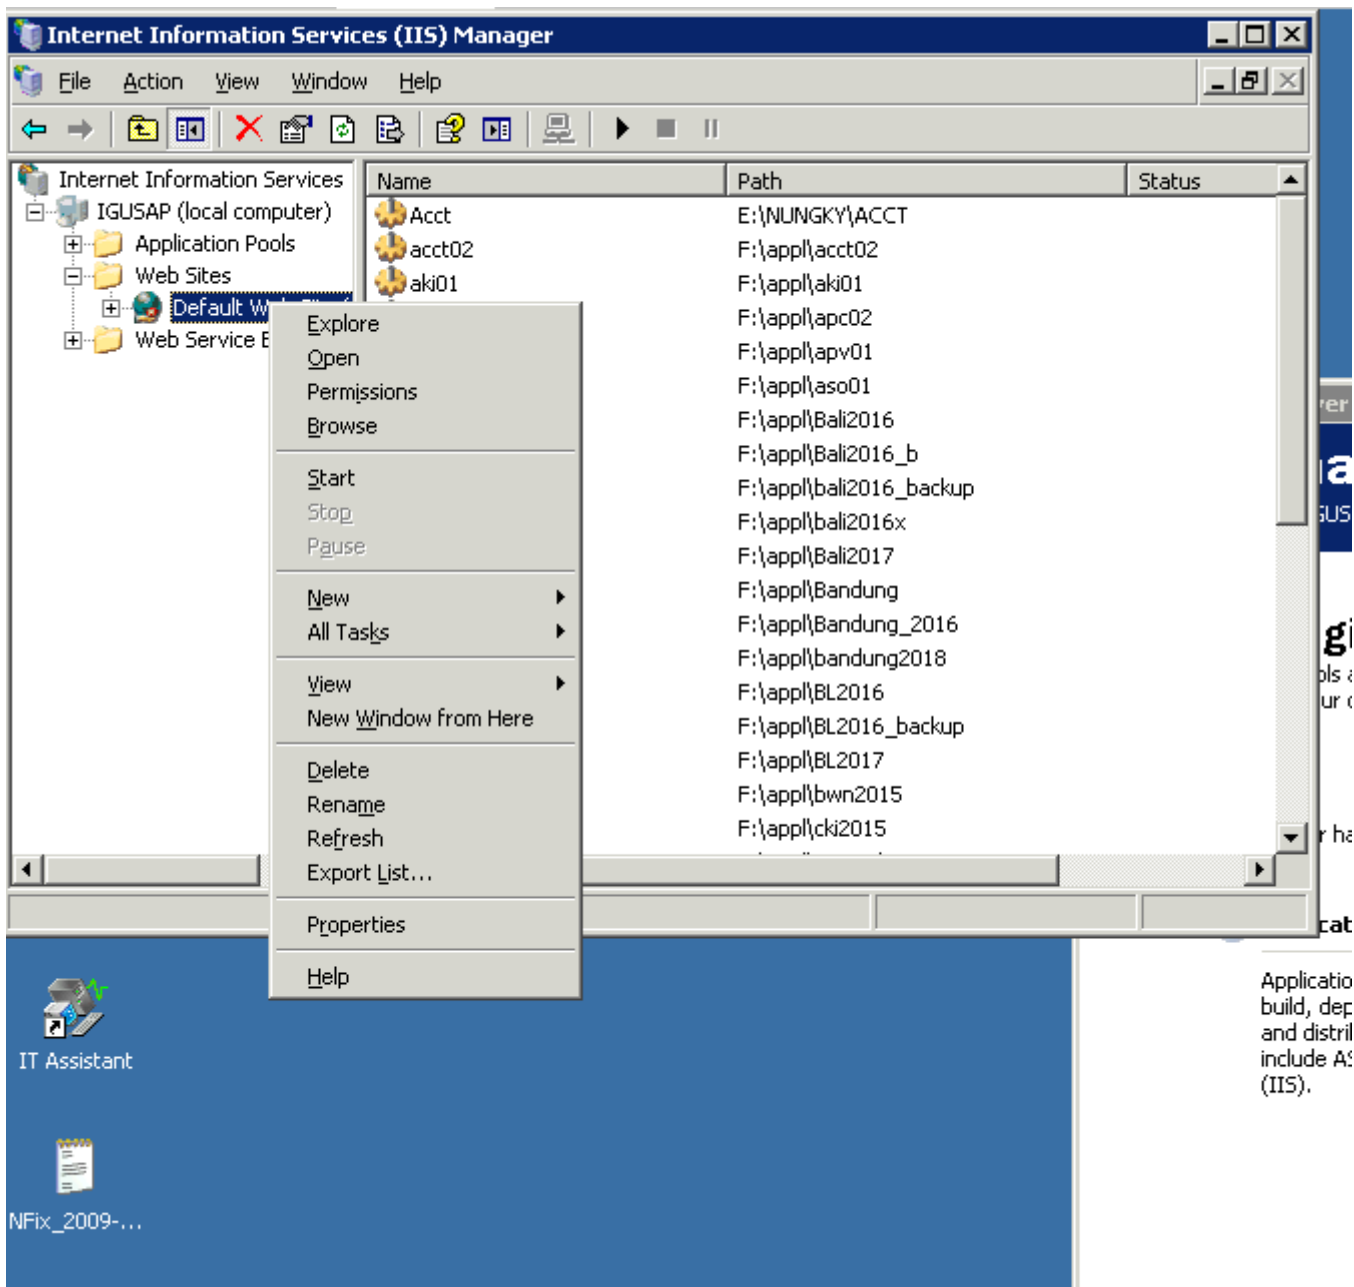 Internet Information Services (IIS) Manager
File Action View Window Help
Internet Information Services
IGUSAP (local computer)
Application Pools
Web Sites
Default
Web Service
Name Path Status
Acct E:\NUNGKY\ACCT
acct02 F:\appl\acct02
aki01 F:\appl\aki01
F:\appl\apc02
F:\appl\apv01
F:\appl\aso01
F:\appl\Bali2016
F:\appl\Bali2016_b
F:\appl\bali2016_backup
F:\appl\bali2016x
F:\appl\Bali2017
F:\appl\Bandung
F:\appl\Bandung_2016
F:\appl\bandung2018
F:\appl\BL2016
F:\appl\BL2016_backup
F:\appl\BL2017
F:\appl\bwn2015
F:\appl\cki2015
Explore
Open
Permissions
Browse
Start
Stop
Pause
New
All Tasks
View
New Window from Here
Delete
Rename
Refresh
Export List...
Properties
Help
IT Assistant
NFix_2009-...
Applicatio
build, dep
and distri
include AS
(IIS).